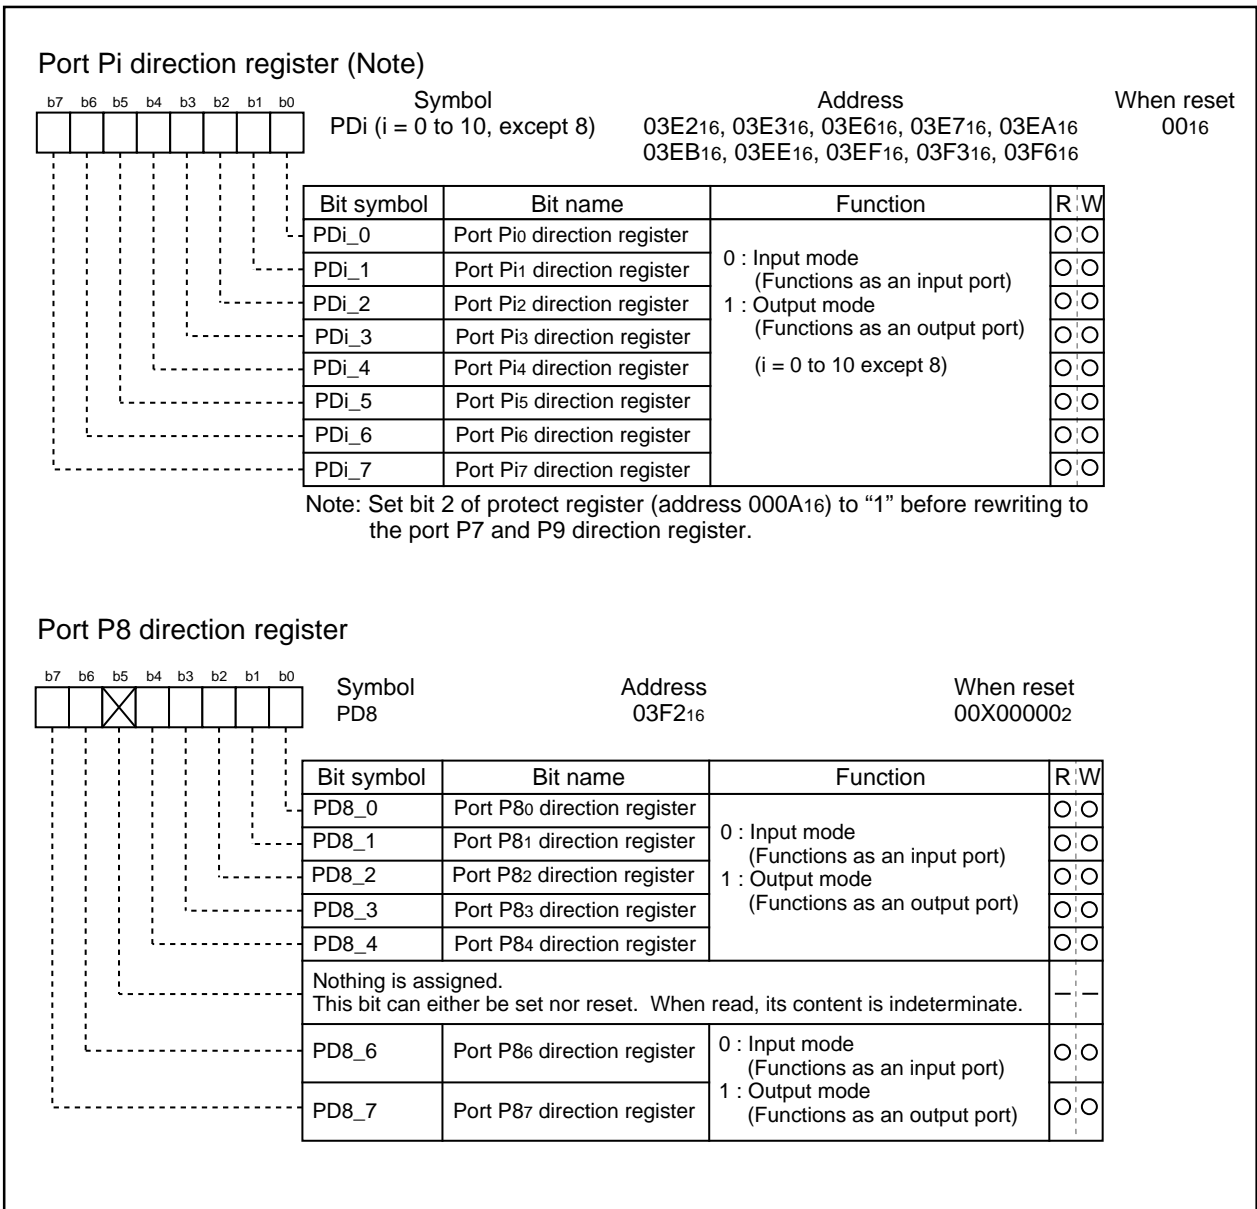 Port Pi direction register (Note)
b7 b6 b5 b4 b3 b2 b1 b0
Symbol Address When reset
PDi (i = 0 to 10, except 8) 03E216, 03E316, 03E616, 03E716, 03EA16 0016
03EB16, 03EE16, 03EF16, 03F316, 03F616
Bit symbol Bit name Function R W
PDi_0 Port Pi0 direction register
PDi_1 Port Pi1 direction register
PDi_2 Port Pi2 direction register
PDi_3 Port Pi3 direction register
PDi_4 Port Pi4 direction register
PDi_5 Port Pi5 direction register
PDi_6 Port Pi6 direction register
PDi_7 Port Pi7 direction register
0 : Input mode
(Functions as an input port)
1 : Output mode
(Functions as an output port)
(i = 0 to 10 except 8)
Note: Set bit 2 of protect register (address 000A16) to “1” before rewriting to
the port P7 and P9 direction register.
Port P8 direction register
b7 b6 b5 b4 b3 b2 b1 b0
Symbol Address When reset
PD8 03F216 00X000002
Bit symbol Bit name Function R W
PD8_0 Port P80 direction register
PD8_1 Port P81 direction register
PD8_2 Port P82 direction register
PD8_3 Port P83 direction register
PD8_4 Port P84 direction register
0 : Input mode
(Functions as an input port)
1 : Output mode
(Functions as an output port)
Nothing is assigned.
This bit can either be set nor reset. When read, its content is indeterminate.
PD8_6 Port P86 direction register
PD8_7 Port P87 direction register
0 : Input mode
(Functions as an input port)
1 : Output mode
(Functions as an output port)